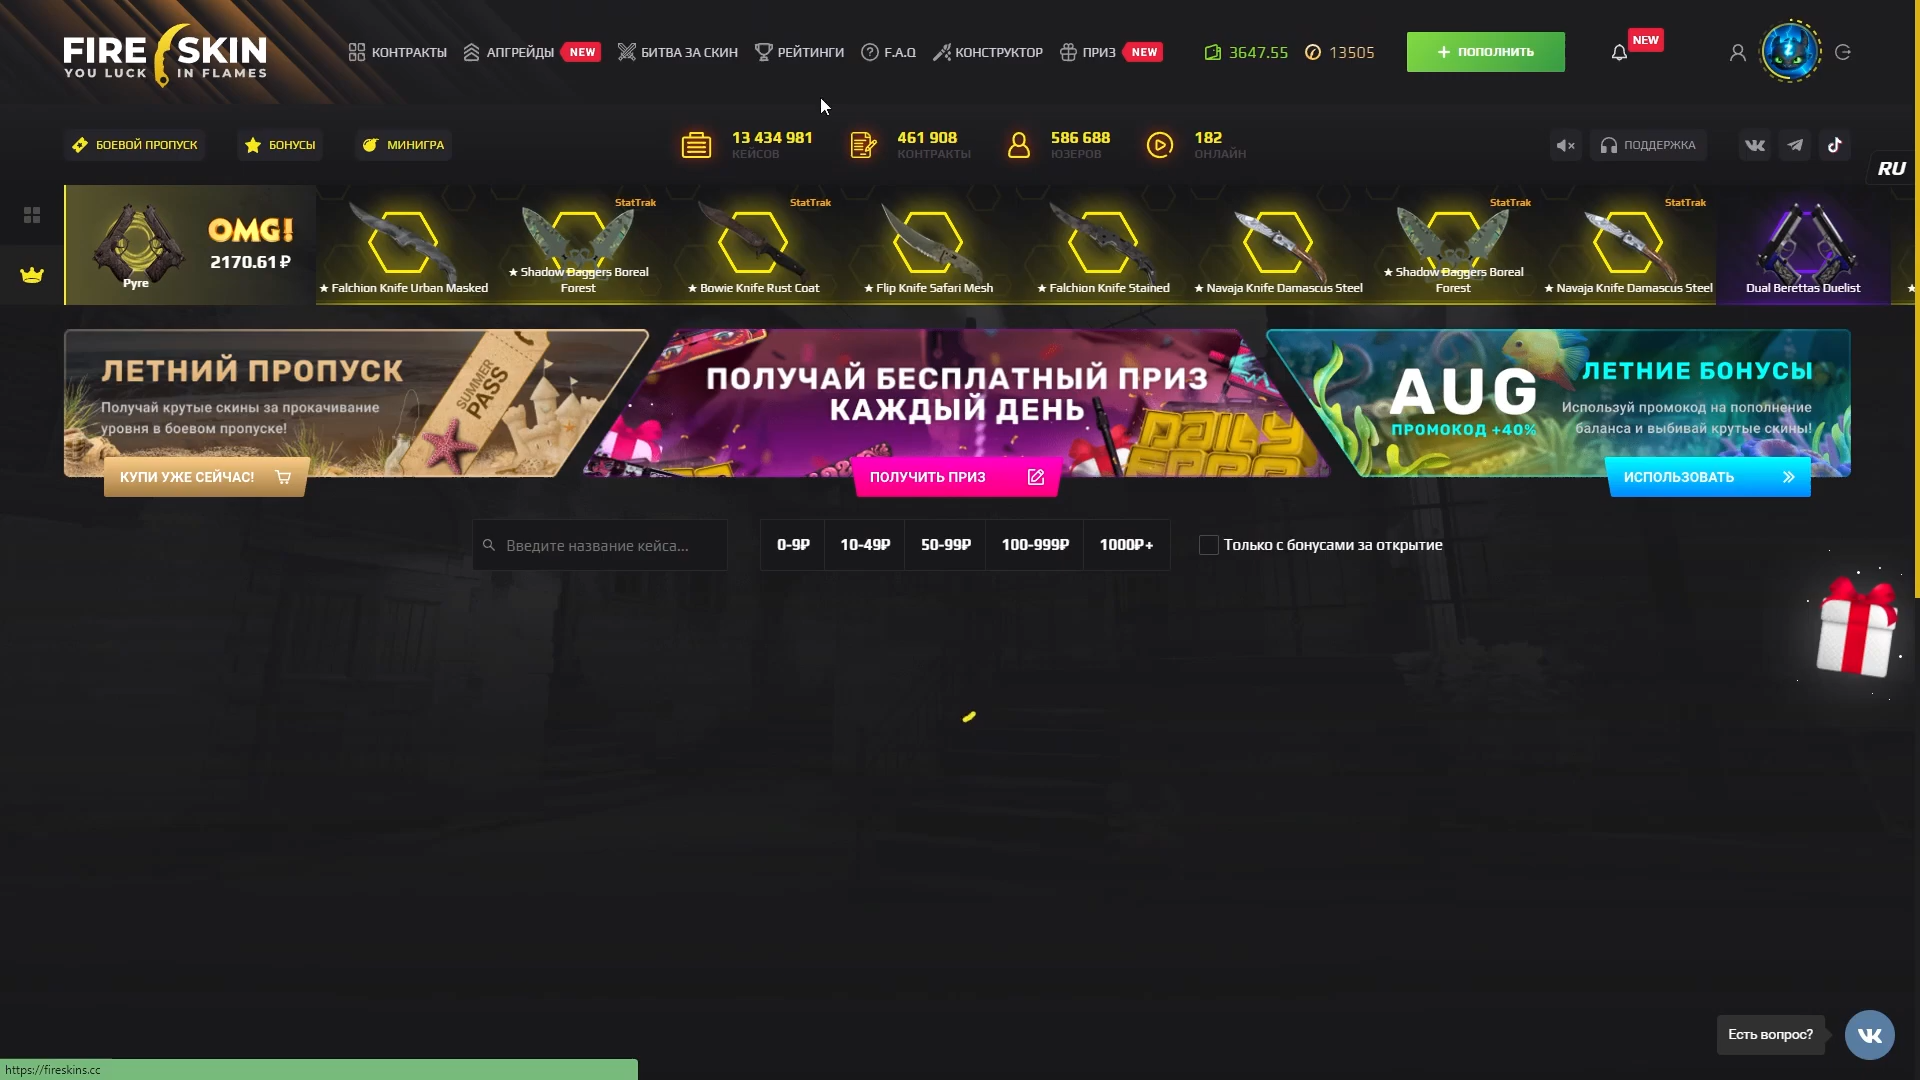 FIRE SKIN
YOU LUCK IN FLAMES
КОНТРАКТЫ
АПГРЕЙДЫ NEW
БИТВА ЗА СКИН
РЕЙТИНГИ
F.A.Q
КОНСТРУКТОР
ПРИЗ NEW
3647.55
13505
+ ПОПОЛНИТЬ
NEW
БОЕВОЙ ПРОПУСК
БОНУСЫ
МИНИГРА
13 434 981
КЕЙСОВ
461 908
КОНТРАКТЫ
586 688
ЮЗЕРОВ
182
ОНЛАЙН
ПОДДЕРЖКА
RU
OMG!
2170.61 ₽
Pyre
★ Falchion Knife Urban Masked
StatTrak
★ Shadow Daggers Boreal
Forest
StatTrak
★ Bowie Knife Rust Coat
★ Flip Knife Safari Mesh
★ Falchion Knife Stained
StatTrak
★ Navaja Knife Damascus Steel
StatTrak
★ Shadow Daggers Boreal
Forest
StatTrak
★ Navaja Knife Damascus Steel
Dual Berettas Duelist
★
ЛЕТНИЙ ПРОПУСК
Получай крутые скины за прокачивание
уровня в боевом пропуске!
SUMMER
PASS
КУПИ УЖЕ СЕЙЧАС!
ПОЛУЧАЙ БЕСПЛАТНЫЙ ПРИЗ
КАЖДЫЙ ДЕНЬ
DAILY
FREE
ПОЛУЧИТЬ ПРИЗ
AUG
ПРОМОКОД +40%
ЛЕТНИЕ БОНУСЫ
Используй промокод на пополнение
баланса и выбивай крутые скины!
ИСПОЛЬЗОВАТЬ
Введите название кейса...
0-9₽
10-49₽
50-99₽
100-999₽
1000₽+
Только с бонусами за открытие
Есть вопрос?
https://fireskins.cc